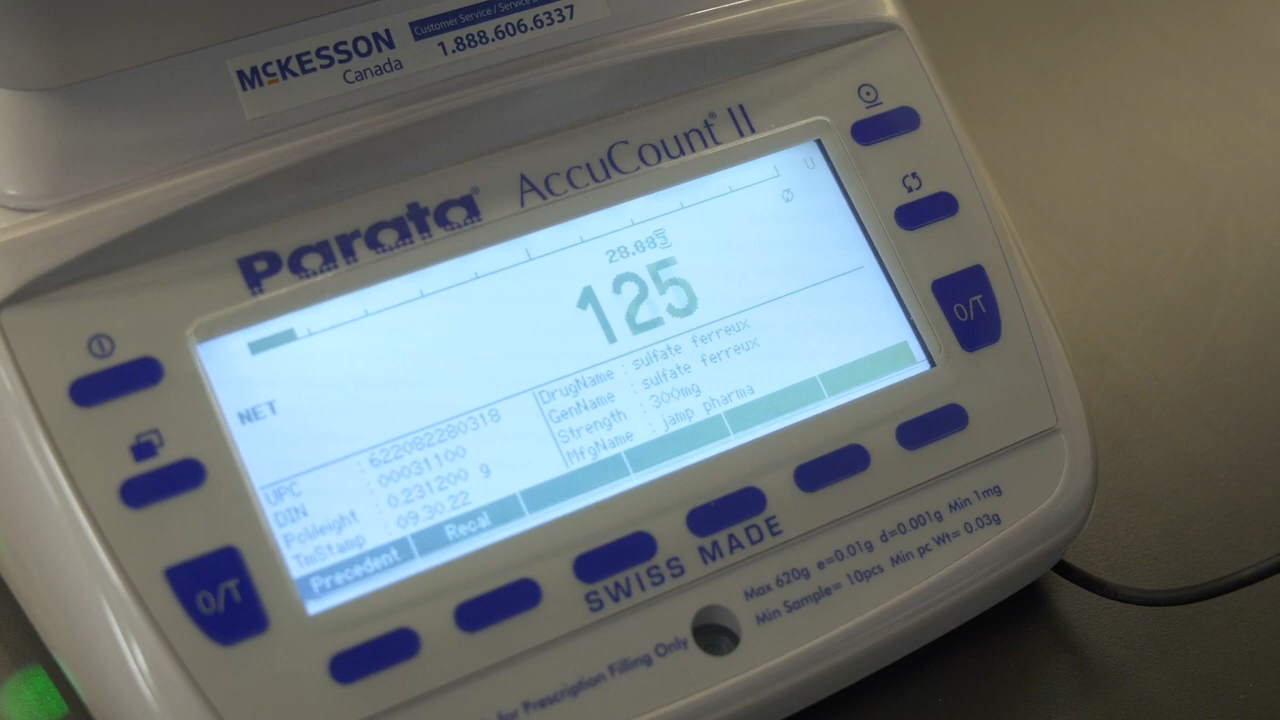 McKESSON
Canada
Customer Service / Service
1.888.606.6337
Parata® AccuCount® II
28.885
125
NET
UPC : 622082280318
DIN : 00031100
PcWeight : 0.231200 g
TmStamp : 09:30.22
DrugName : sulfate ferreux
GenName : sulfate ferreux
Strength : 300mg
MfgName : jamp pharma
Precedent
Recal
0/T
0/T
SWISS MADE
Max 620g e=0.01g d=0.001g Min 1mg
Min Sample= 10pcs Min pc Wt= 0.03g
for Prescription Filling Only